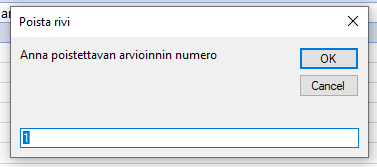 Poista rivi
Anna poistettavan arvioinnin numero
OK
Cancel
1